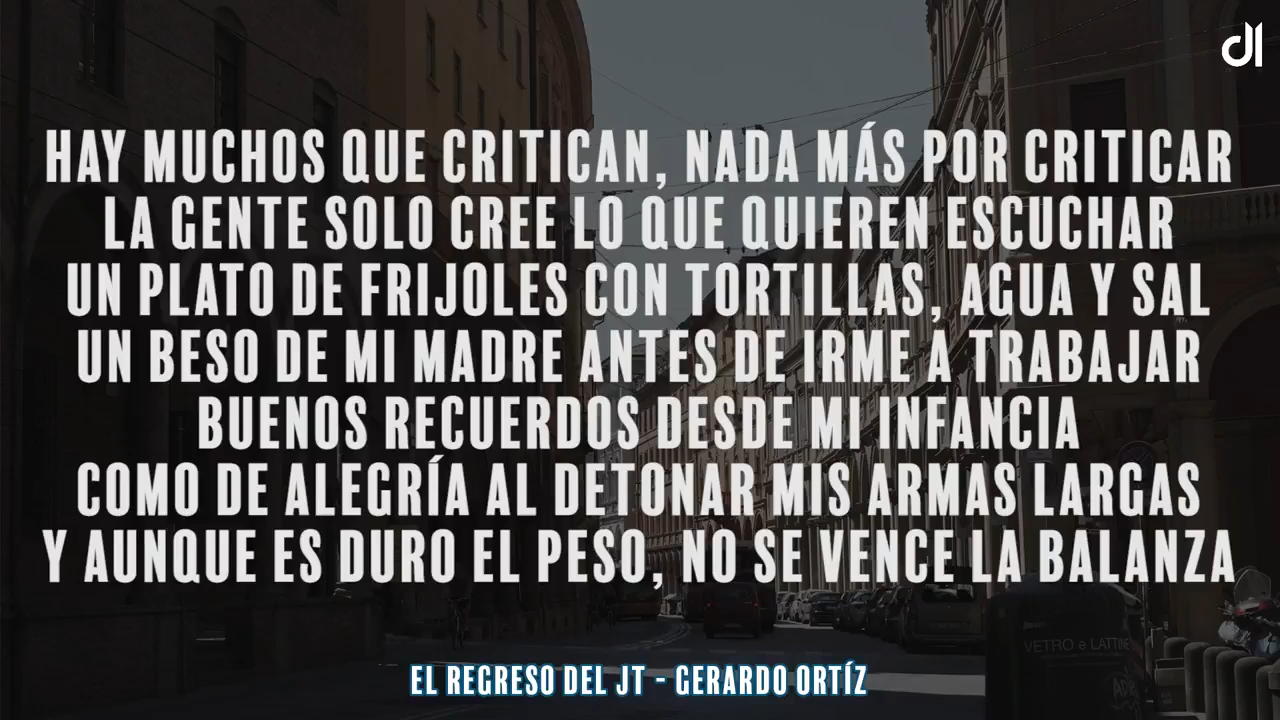 HAY MUCHOS QUE CRITICAN, NADA MÁS POR CRITICAR
LA GENTE SOLO CREE LO QUE QUIEREN ESCUCHAR
UN PLATO DE FRIJOLES CON TORTILLAS, AGUA Y SAL
UN BESO DE MI MADRE ANTES DE IRME A TRABAJAR
BUENOS RECUERDOS DESDE MI INFANCIA
COMO DE ALEGRÍA AL DETONAR MIS ARMAS LARGAS
Y AUNQUE ES DURO EL PESO, NO SE VENCE LA BALANZA
VETRO e LATTINE
EL REGRESO DEL JT - GERARDO ORTÍZ